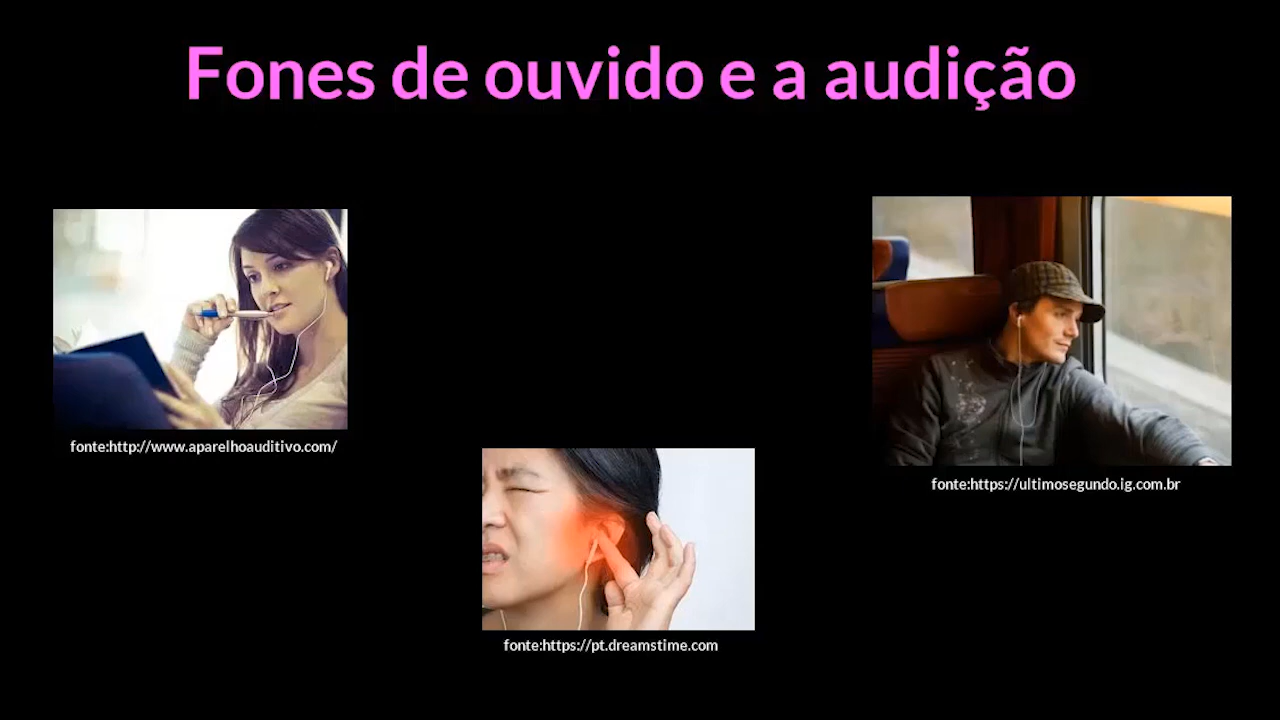 Fones de ouvido e a audição
fonte:http://www.aparelhoauditivo.com/
fonte:https://ultimosegundo.ig.com.br
fonte:https://pt.dreamstime.com